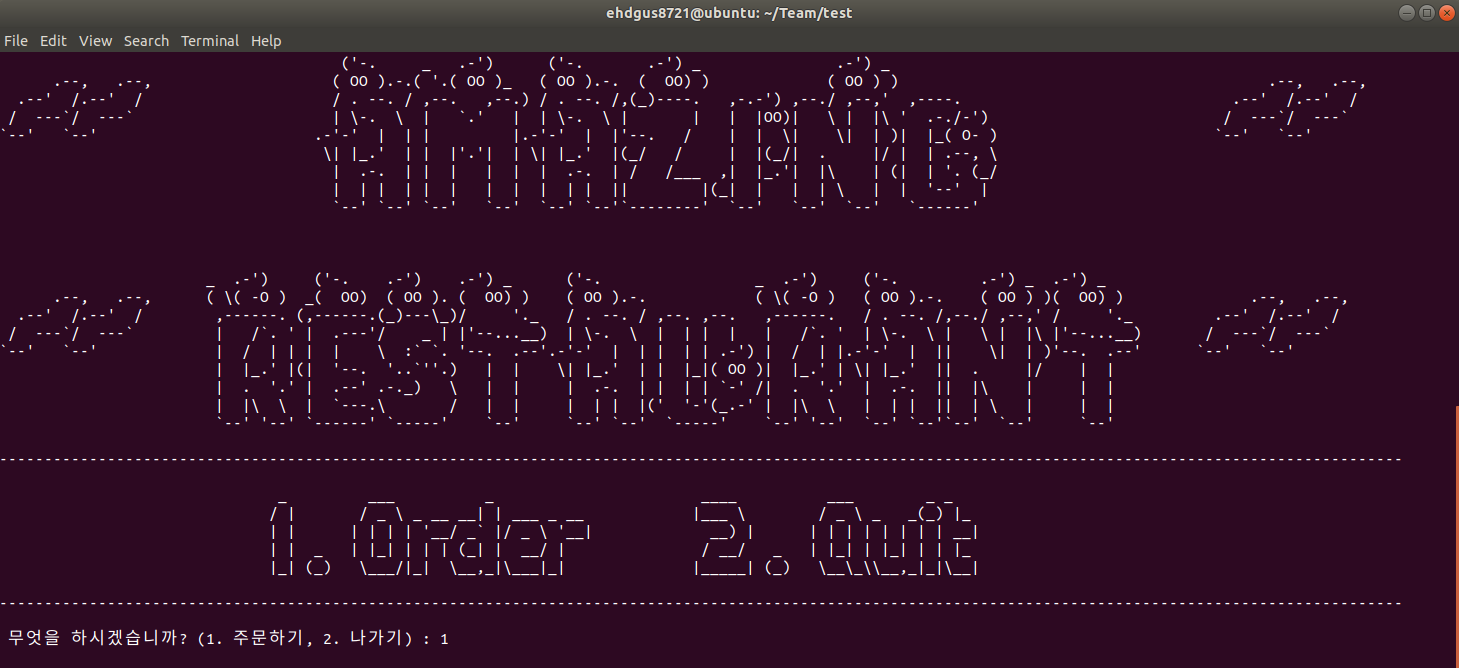 ehdgus8721@ubuntu: ~/Team/test
File Edit View Search Terminal Help
AMAZING
RESTAURANT
1. Order 2. Quit
무엇을 하시겠습니까? (1. 주문하기, 2. 나가기) : 1